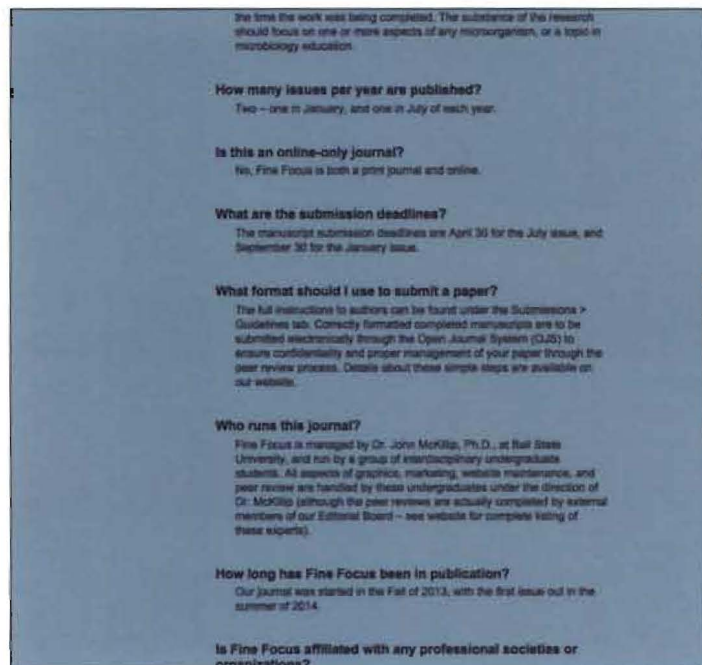 the time the work was being completed. The substance of the research
should focus on one or more aspects of any microorganism, or a topic in
microbiology education.
How many issues per year are published?
Two – one in January, and one in July of each year.
Is this an online-only journal?
No, Fine Focus is both a print journal and online.
What are the submission deadlines?
The manuscript submission deadlines are April 30 for the July issue, and
September 30 for the January issue.
What format should I use to submit a paper?
The full instructions to authors can be found under the Submissions >
Guidelines tab. Correctly formatted completed manuscripts are to be
submitted electronically through the Open Journal System (OJS) to
ensure confidentiality and proper management of your paper through the
peer review process. Details about these simple steps are available on
our website.
Who runs this journal?
Fine Focus is managed by Dr. John McKillip, Ph.D., at Ball State
University, and run by a group of interdisciplinary undergraduate
students. All aspects of graphics, marketing, website maintenance, and
peer review are handled by these undergraduates under the direction of
Dr. McKillip (although the peer reviews are actually completed by external
members of our Editorial Board – see website for complete listing of
these experts).
How long has Fine Focus been in publication?
Our journal was started in the Fall of 2013, with the first issue out in the
summer of 2014.
Is Fine Focus affiliated with any professional societies or
organizations?